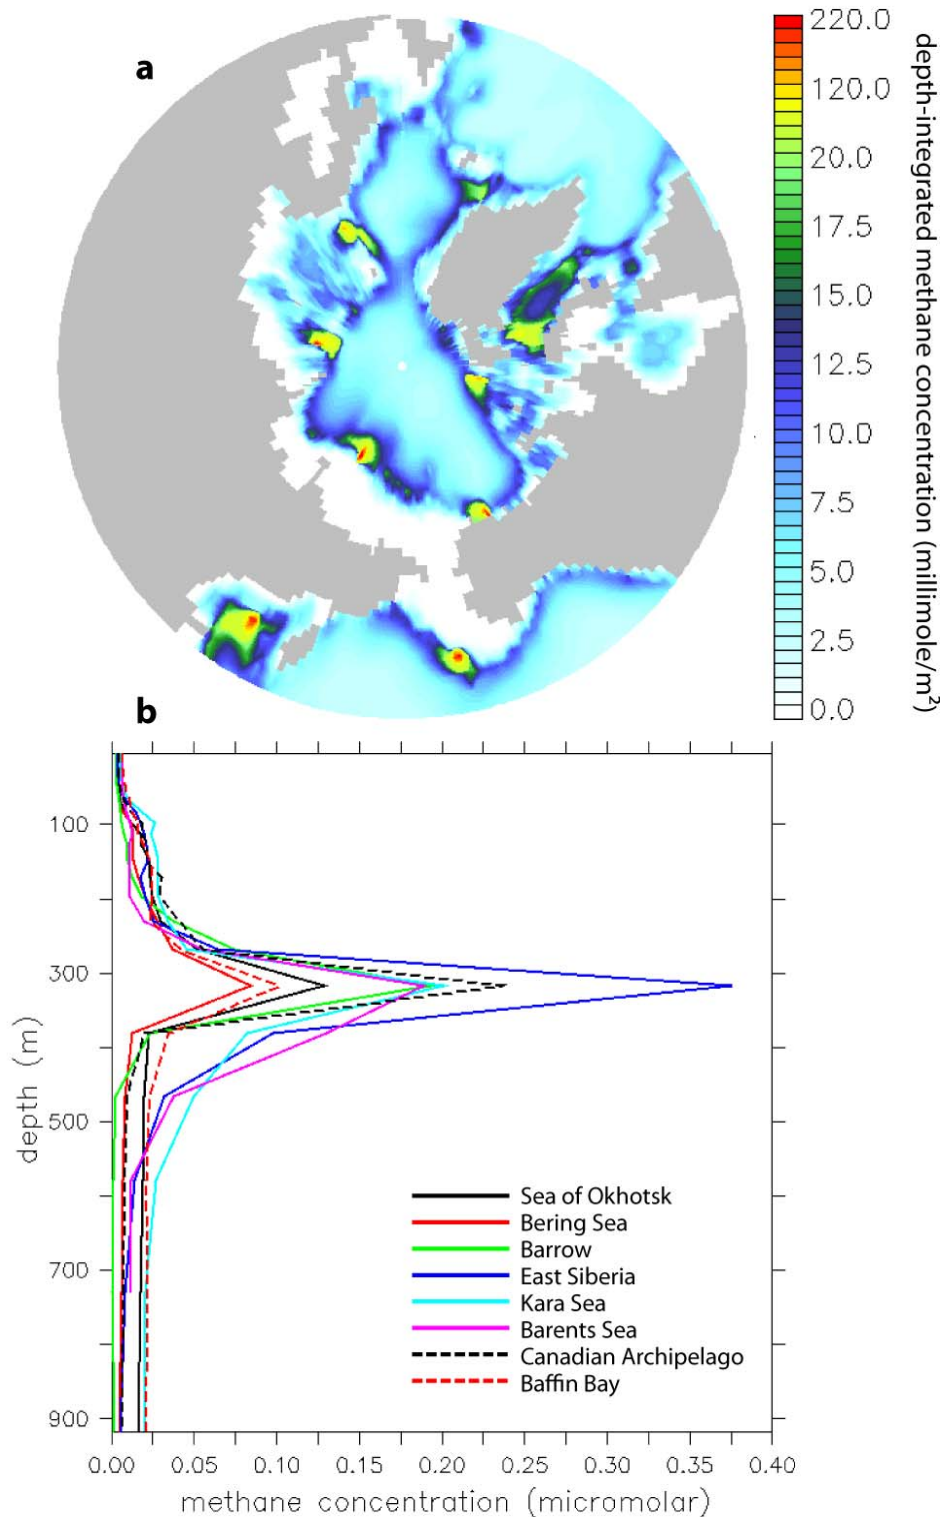 a
220.0
120.0
20.0
17.5
15.0
12.5
10.0
7.5
5.0
2.5
0.0
depth-integrated methane concentration (millimole/m²)
b
100
300
500
700
900
depth (m)
Sea of Okhotsk
Bering Sea
Barrow
East Siberia
Kara Sea
Barents Sea
Canadian Archipelago
Baffin Bay
0.00 0.05 0.10 0.15 0.20 0.25 0.30 0.35 0.40
methane concentration (micromolar)